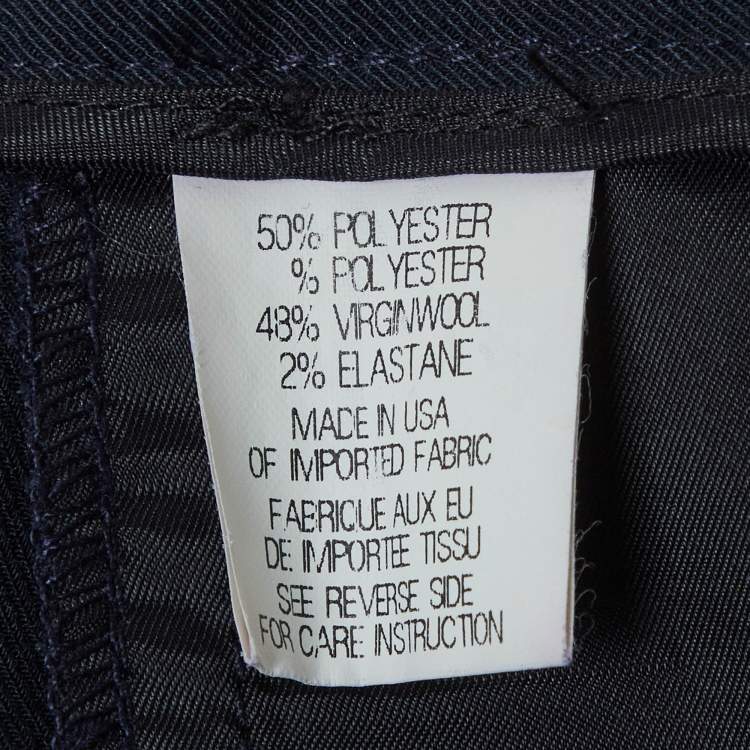 50% POLYESTER
% POLYESTER
48% VIRGINWOOL
2% ELASTANE
MADE IN USA
OF IMPORTED FABRIC
FABRIQUE AUX EU
DE IMPORTEE TISSU
SEE REVERSE SIDE
FOR CARE INSTRUCTION